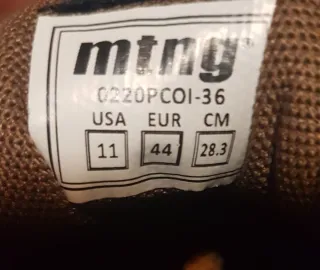 mtng
0220PCOI-36
USA EUR CM
11 44 28.3